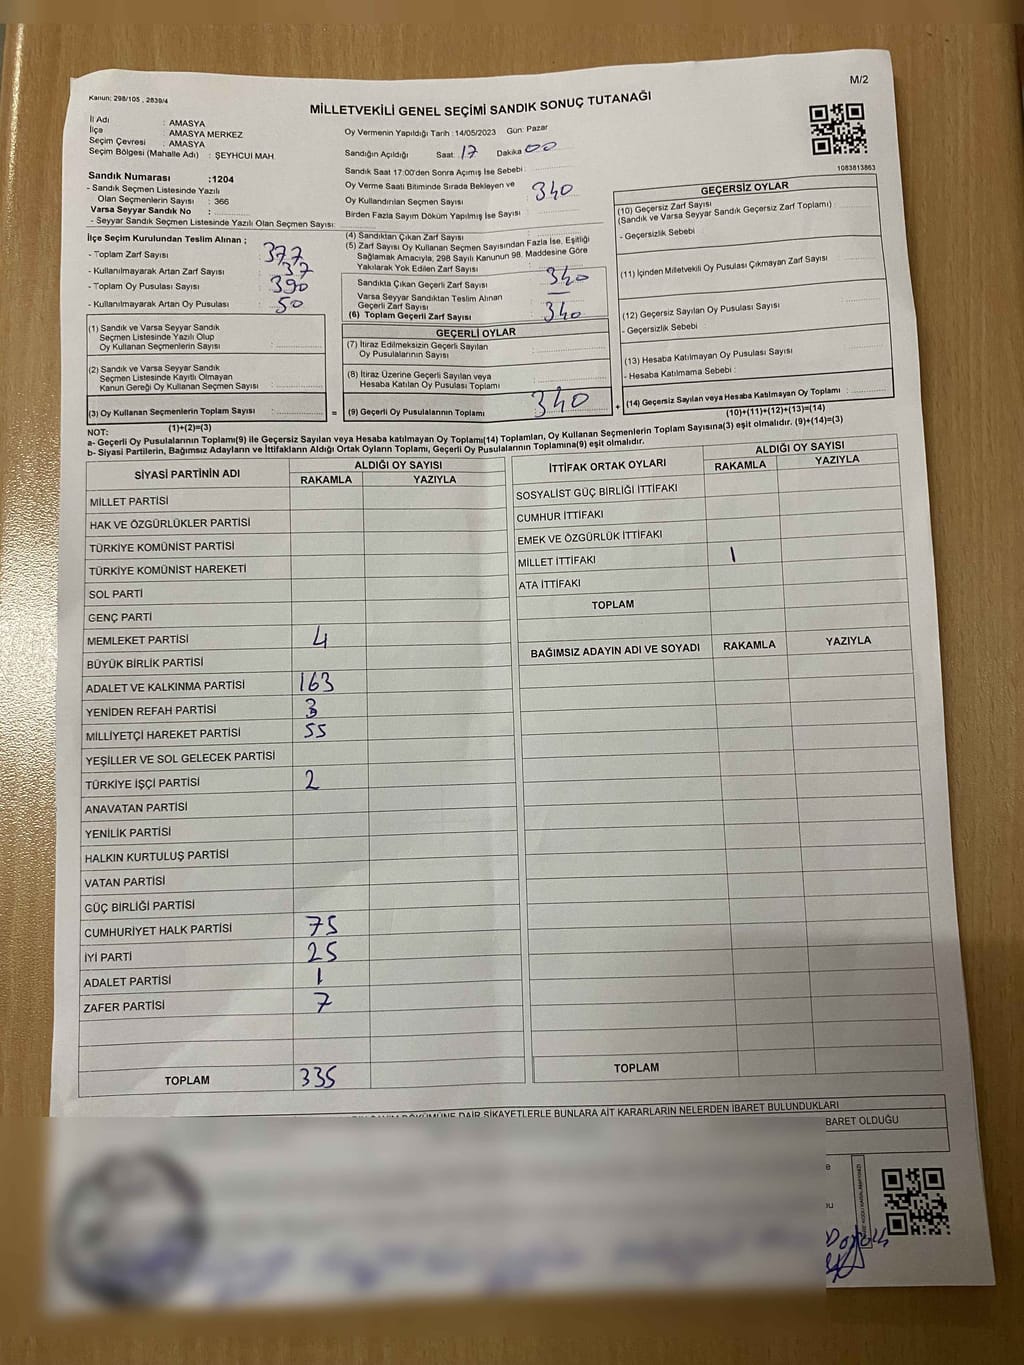 M/2
Kanun: 298/105 , 2839/4
MİLLETVEKİLİ GENEL SEÇİMİ SANDIK SONUÇ TUTANAĞI
İl Adı : AMASYA
İlçe : AMASYA MERKEZ
Seçim Çevresi : AMASYA
Seçim Bölgesi (Mahalle Adı) : ŞEYHCUİ MAH.
Sandık Numarası :1204
- Sandık Seçmen Listesinde Yazılı
Olan Seçmenlerin Sayısı : 366
Varsa Seyyar Sandık No :
- Seyyar Sandık Seçmen Listesinde Yazılı Olan Seçmen Sayısı:
Oy Vermenin Yapıldığı Tarih : 14/05/2023 Gün: Pazar
Sandığın Açıldığı Saat: 17 Dakika 00
Sandık Saat 17:00'den Sonra Açımış İse Sebebi :
Oy Verme Saati Bitiminde Sırada Bekleyen ve
Oy Kullandırılan Seçmen Sayısı : 340
Birden Fazla Sayım Döküm Yapılmış İse Sayısı :
1083813863
İlçe Seçim Kurulundan Teslim Alınan ;
- Toplam Zarf Sayısı : 377
- Kullanılmayarak Artan Zarf Sayısı : 37
- Toplam Oy Pusulası Sayısı : 390
- Kullanılmayarak Artan Oy Pusulası : 50
(4) Sandıktan Çıkan Zarf Sayısı
(5) Zarf Sayısı Oy Kullanan Seçmen Sayısından Fazla İse, Eşitliği
Sağlamak Amacıyla, 298 Sayılı Kanunun 98. Maddesine Göre
Yakılarak Yok Edilen Zarf Sayısı :
Sandıkta Çıkan Geçerli Zarf Sayısı 340
Varsa Seyyar Sandıktan Teslim Alınan
Geçerli Zarf Sayısı —
(6) Toplam Geçerli Zarf Sayısı 340
GEÇERLİ OYLAR
(7) İtiraz Edilmeksizin Geçerli Sayılan
Oy Pusulalarının Sayısı :
(8) İtiraz Üzerine Geçerli Sayılan veya
Hesaba Katılan Oy Pusulası Toplamı :
(9) Geçerli Oy Pusulalarının Toplamı 340
GEÇERSİZ OYLAR
(10) Geçersiz Zarf Sayısı
(Sandık ve Varsa Seyyar Sandık Geçersiz Zarf Toplamı) :
- Geçersizlik Sebebi :
(11) İçinden Milletvekili Oy Pusulası Çıkmayan Zarf Sayısı
(12) Geçersiz Sayılan Oy Pusulası Sayısı
- Geçersizlik Sebebi :
(13) Hesaba Katılmayan Oy Pusulası Sayısı
- Hesaba Katılmama Sebebi :
+ (14) Geçersiz Sayılan veya Hesaba Katılmayan Oy Toplamı :
(10)+(11)+(12)+(13)=(14)
(1) Sandık ve Varsa Seyyar Sandık
Seçmen Listesinde Yazılı Olup
Oy Kullanan Seçmenlerin Sayısı :
(2) Sandık ve Varsa Seyyar Sandık
Seçmen Listesinde Kayıtlı Olmayan
Kanun Gereği Oy Kullanan Seçmen Sayısı :
(3) Oy Kullanan Seçmenlerin Toplam Sayısı : =
(1)+(2)=(3)
NOT:
a- Geçerli Oy Pusulalarının Toplamı(9) ile Geçersiz Sayılan veya Hesaba katılmayan Oy Toplamı(14) Toplamları, Oy Kullanan Seçmenlerin Toplam Sayısına(3) eşit olmalıdır. (9)+(14)=(3)
b- Siyasi Partilerin, Bağımsız Adayların ve İttifakların Aldığı Ortak Oyların Toplamı, Geçerli Oy Pusulalarının Toplamına(9) eşit olmalıdır.
SİYASİ PARTİNİN ADI ALDIĞI OY SAYISI
RAKAMLA YAZIYLA
MİLLET PARTİSİ
HAK VE ÖZGÜRLÜKLER PARTİSİ
TÜRKİYE KOMÜNİST PARTİSİ
TÜRKİYE KOMÜNİST HAREKETİ
SOL PARTİ
GENÇ PARTİ
MEMLEKET PARTİSİ 4
BÜYÜK BİRLİK PARTİSİ
ADALET VE KALKINMA PARTİSİ 163
YENİDEN REFAH PARTİSİ 3
MİLLİYETÇİ HAREKET PARTİSİ 55
YEŞİLLER VE SOL GELECEK PARTİSİ
TÜRKİYE İŞÇİ PARTİSİ 2
ANAVATAN PARTİSİ
YENİLİK PARTİSİ
HALKIN KURTULUŞ PARTİSİ
VATAN PARTİSİ
GÜÇ BİRLİĞİ PARTİSİ
CUMHURİYET HALK PARTİSİ 75
İYİ PARTİ 25
ADALET PARTİSİ 1
ZAFER PARTİSİ 7
TOPLAM 335
İTTİFAK ORTAK OYLARI ALDIĞI OY SAYISI
RAKAMLA YAZIYLA
SOSYALİST GÜÇ BİRLİĞİ İTTİFAKI
CUMHUR İTTİFAKI
EMEK VE ÖZGÜRLÜK İTTİFAKI
MİLLET İTTİFAKI 1
ATA İTTİFAKI
TOPLAM
BAĞIMSIZ ADAYIN ADI VE SOYADI RAKAMLA YAZIYLA
TOPLAM
DÖKÜMÜNE DAİR ŞİKAYETLERLE BUNLARA AİT KARARLARIN NELERDEN İBARET BULUNDUKLARI
BARET OLDUĞU